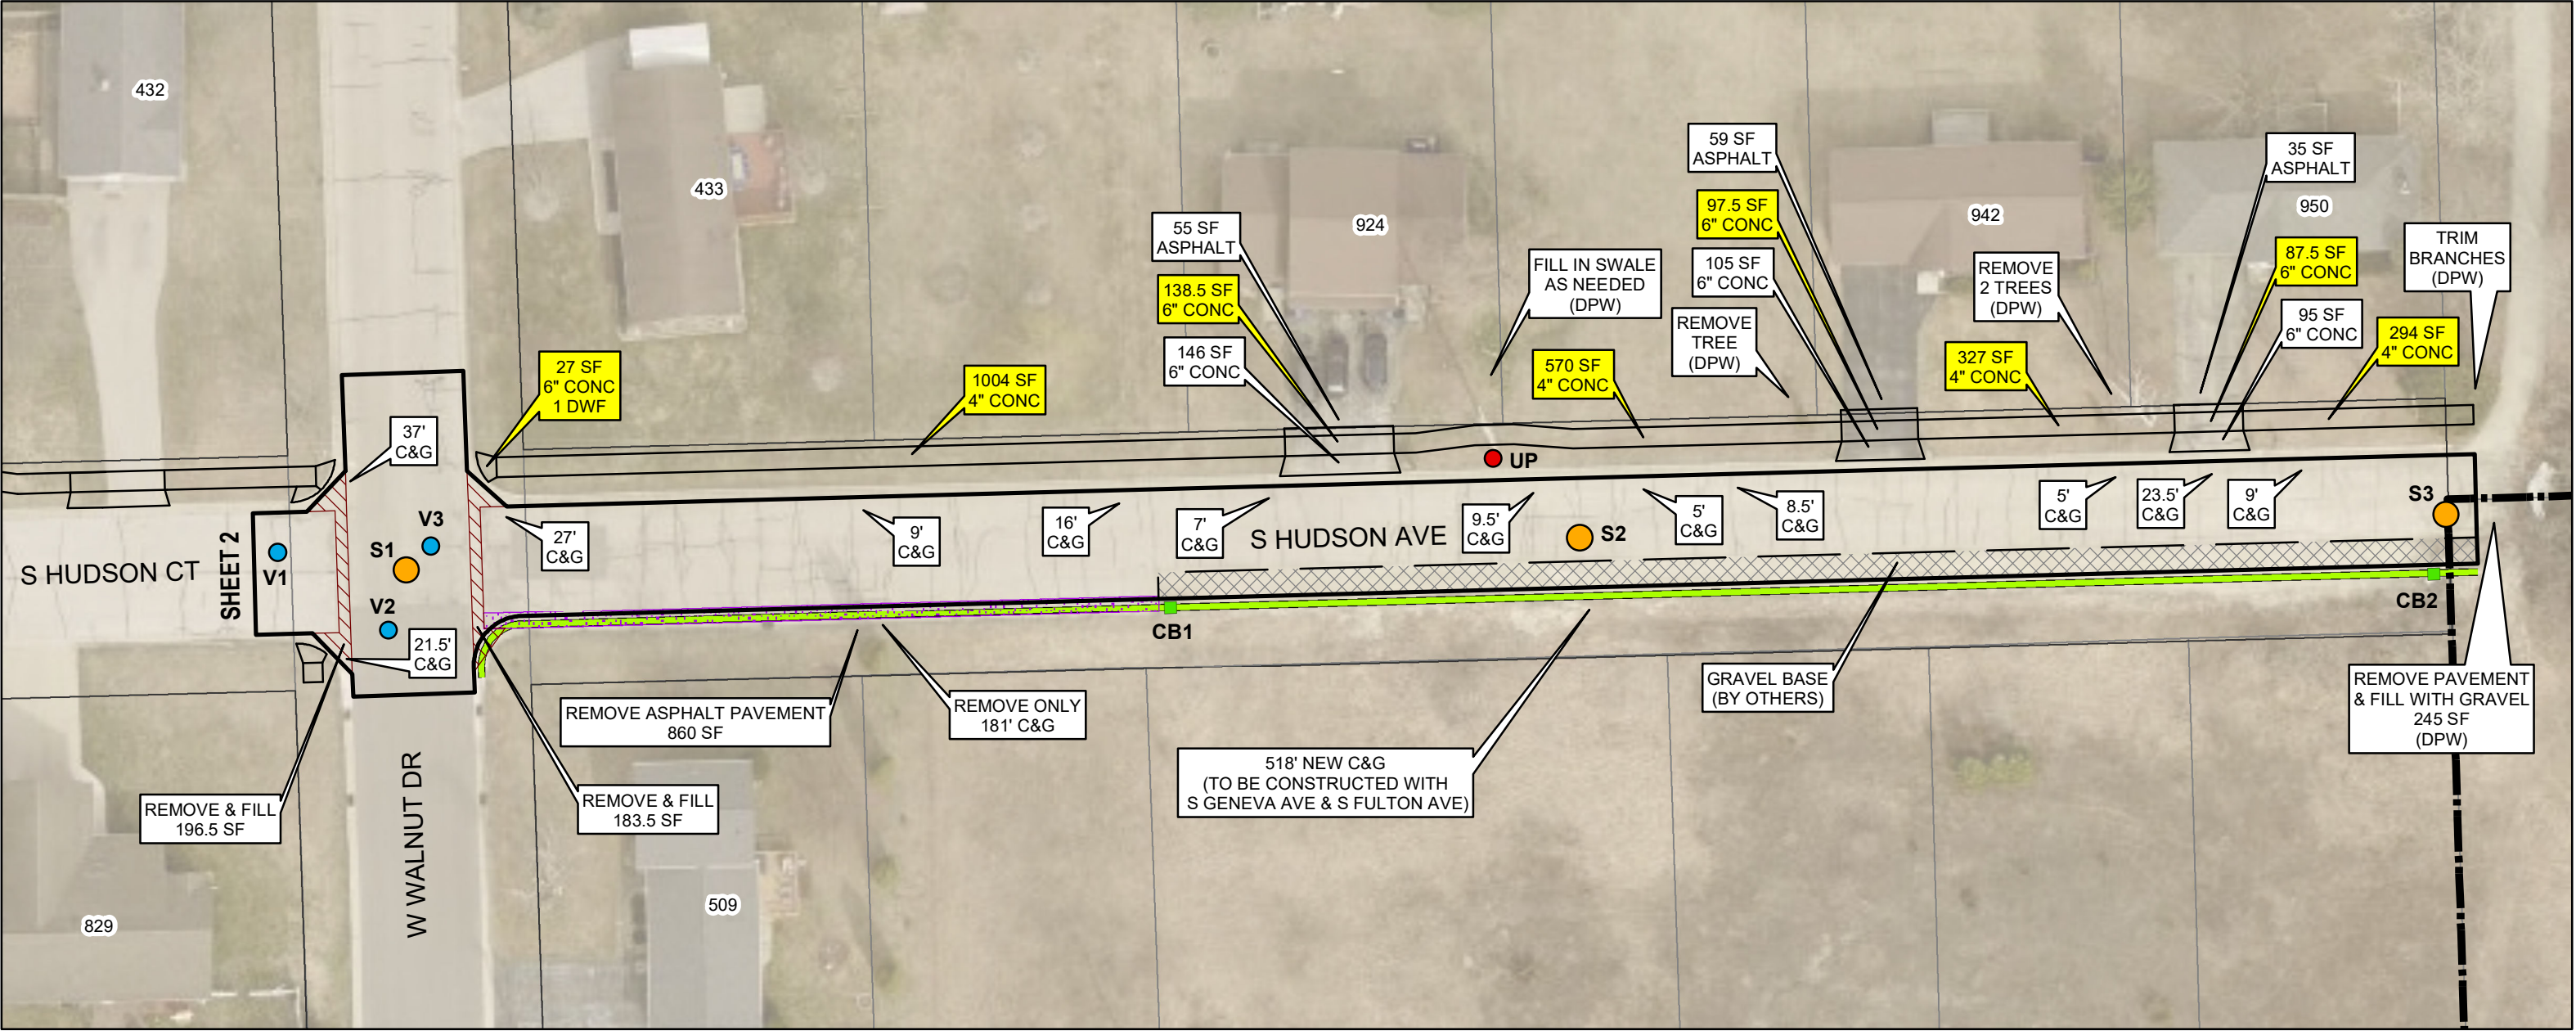 432
433
924
942
950
59 SF
ASPHALT
35 SF
ASPHALT
97.5 SF
6" CONC
55 SF
ASPHALT
138.5 SF
6" CONC
146 SF
6" CONC
FILL IN SWALE
AS NEEDED
(DPW)
105 SF
6" CONC
REMOVE
TREE
(DPW)
REMOVE
2 TREES
(DPW)
87.5 SF
6" CONC
TRIM
BRANCHES
(DPW)
95 SF
6" CONC
294 SF
4" CONC
27 SF
6" CONC
1 DWF
1004 SF
4" CONC
570 SF
4" CONC
327 SF
4" CONC
37'
C&G
UP
27'
C&G
9'
C&G
16'
C&G
7'
C&G
9.5'
C&G
5'
C&G
8.5'
C&G
5'
C&G
23.5'
C&G
9'
C&G
S3
S HUDSON CT
SHEET 2
V1
S1
V3
V2
21.5'
C&G
S HUDSON AVE
S2
CB1
CB2
REMOVE ASPHALT PAVEMENT
860 SF
REMOVE ONLY
181' C&G
GRAVEL BASE
(BY OTHERS)
REMOVE PAVEMENT
& FILL WITH GRAVEL
245 SF
(DPW)
518' NEW C&G
(TO BE CONSTRUCTED WITH
S GENEVA AVE & S FULTON AVE)
REMOVE & FILL
196.5 SF
REMOVE & FILL
183.5 SF
W WALNUT DR
829
509